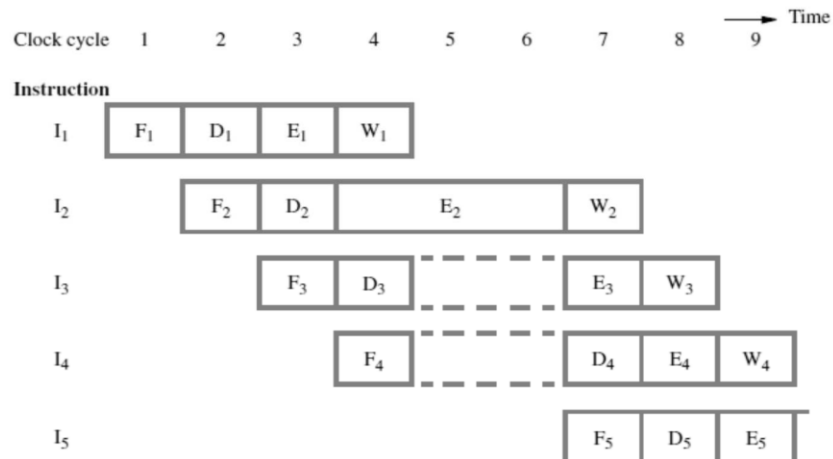 Time
Clock cycle 1 2 3 4 5 6 7 8 9
Instruction
I₁ F₁ D₁ E₁ W₁
I₂ F₂ D₂ E₂ W₂
I₃ F₃ D₃ E₃ W₃
I₄ F₄ D₄ E₄ W₄
I₅ F₅ D₅ E₅